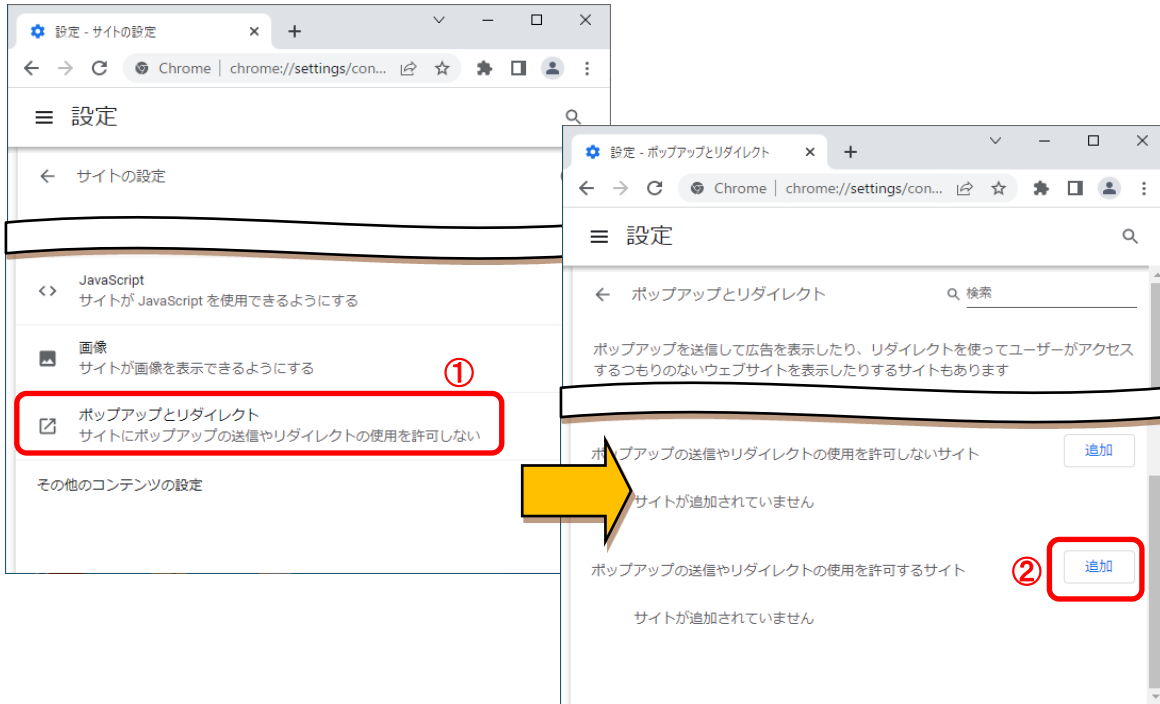 設定 - サイトの設定
Chrome | chrome://settings/con...
設定
サイトの設定
JavaScript
サイトが JavaScript を使用できるようにする
画像
サイトが画像を表示できるようにする
①
ポップアップとリダイレクト
サイトにポップアップの送信やリダイレクトの使用を許可しない
その他のコンテンツの設定
設定 - ポップアップとリダイレクト
Chrome | chrome://settings/con...
設定
ポップアップとリダイレクト
検索
ポップアップを送信して広告を表示したり、リダイレクトを使ってユーザーがアクセス
するつもりのないウェブサイトを表示したりするサイトもあります
ポップアップの送信やリダイレクトの使用を許可しないサイト
追加
サイトが追加されていません
ポップアップの送信やリダイレクトの使用を許可するサイト
②
追加
サイトが追加されていません